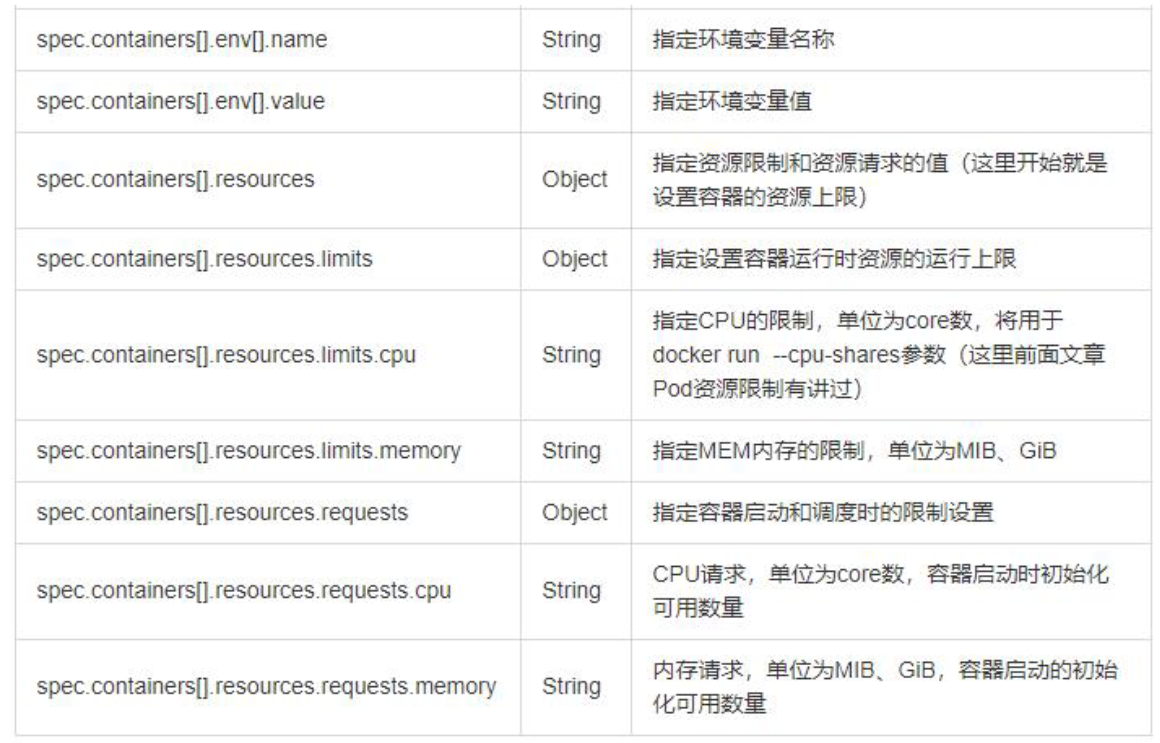 spec.containers[].env[].name String 指定环境变量名称
spec.containers[].env[].value String 指定环境变量值
spec.containers[].resources Object 指定资源限制和资源请求的值（这里开始就是
设置容器的资源上限）
spec.containers[].resources.limits Object 指定设置容器运行时资源的运行上限
spec.containers[].resources.limits.cpu String 指定CPU的限制，单位为core数，将用于
docker run --cpu-shares参数（这里前面文章
Pod资源限制有讲过）
spec.containers[].resources.limits.memory String 指定MEM内存的限制，单位为MIB、GiB
spec.containers[].resources.requests Object 指定容器启动和调度时的限制设置
spec.containers[].resources.requests.cpu String CPU请求，单位为core数，容器启动时初始化
可用数量
spec.containers[].resources.requests.memory String 内存请求，单位为MIB、GiB，容器启动的初始
化可用数量